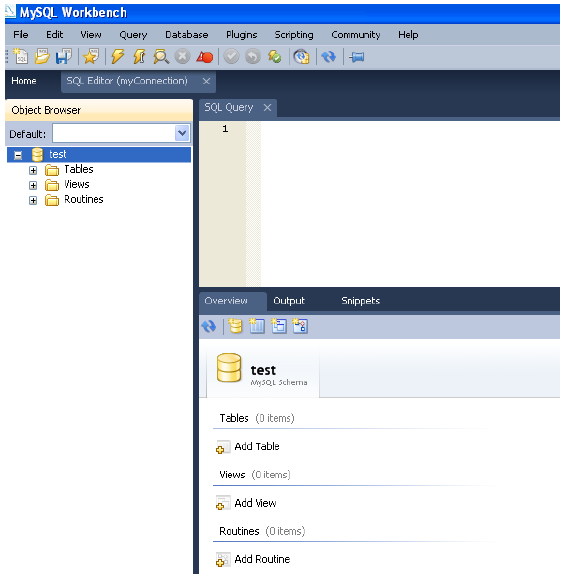 MySQL Workbench
File Edit View Query Database Plugins Scripting Community Help
Home SQL Editor (myConnection)
Object Browser
Default:
test
Tables
Views
Routines
SQL Query
1
Overview Output Snippets
test
MySQL Schema
Tables (0 items)
Add Table
Views (0 items)
Add View
Routines (0 items)
Add Routine